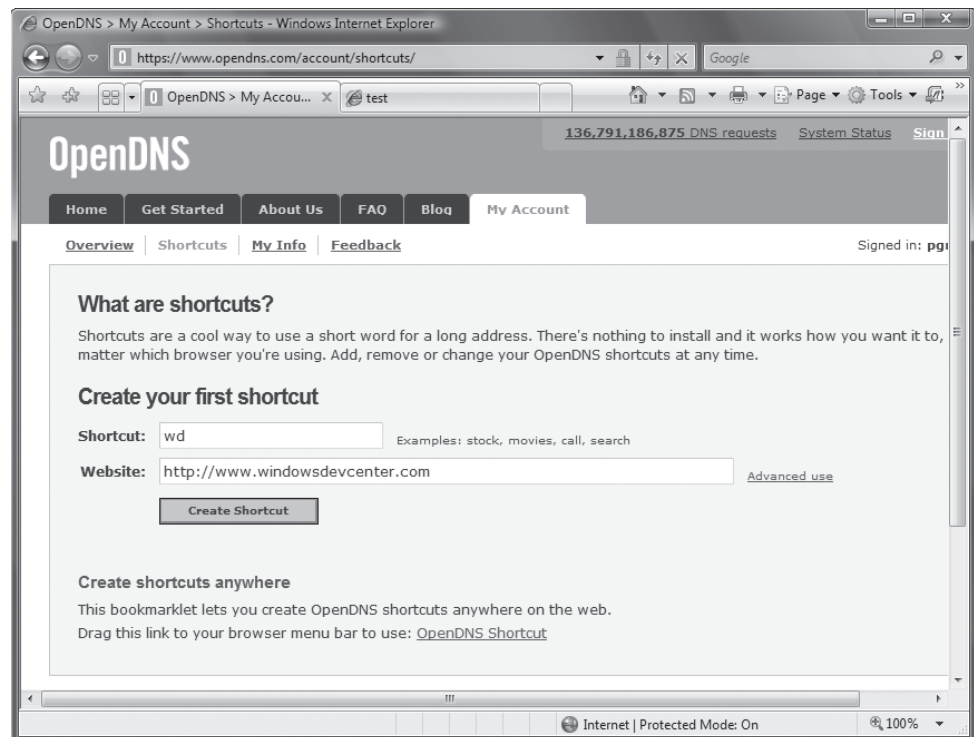 OpenDNS > My Account > Shortcuts - Windows Internet Explorer
https://www.opendns.com/account/shortcuts/
Google
OpenDNS > My Accou...
test
Page
Tools
136,791,186,875 DNS requests System Status Sign
OpenDNS
Home Get Started About Us FAQ Blog My Account
Overview Shortcuts My Info Feedback
Signed in:
What are shortcuts?
Shortcuts are a cool way to use a short word for a long address. There's nothing to install and it works how you want it to,
matter which browser you're using. Add, remove or change your OpenDNS shortcuts at any time.
Create your first shortcut
Shortcut: wd
Examples: stock, movies, call, search
Website: http://www.windowsdevcenter.com
Advanced use
Create Shortcut
Create shortcuts anywhere
This bookmarklet lets you create OpenDNS shortcuts anywhere on the web.
Drag this link to your browser menu bar to use: OpenDNS Shortcut
Internet | Protected Mode: On
100%